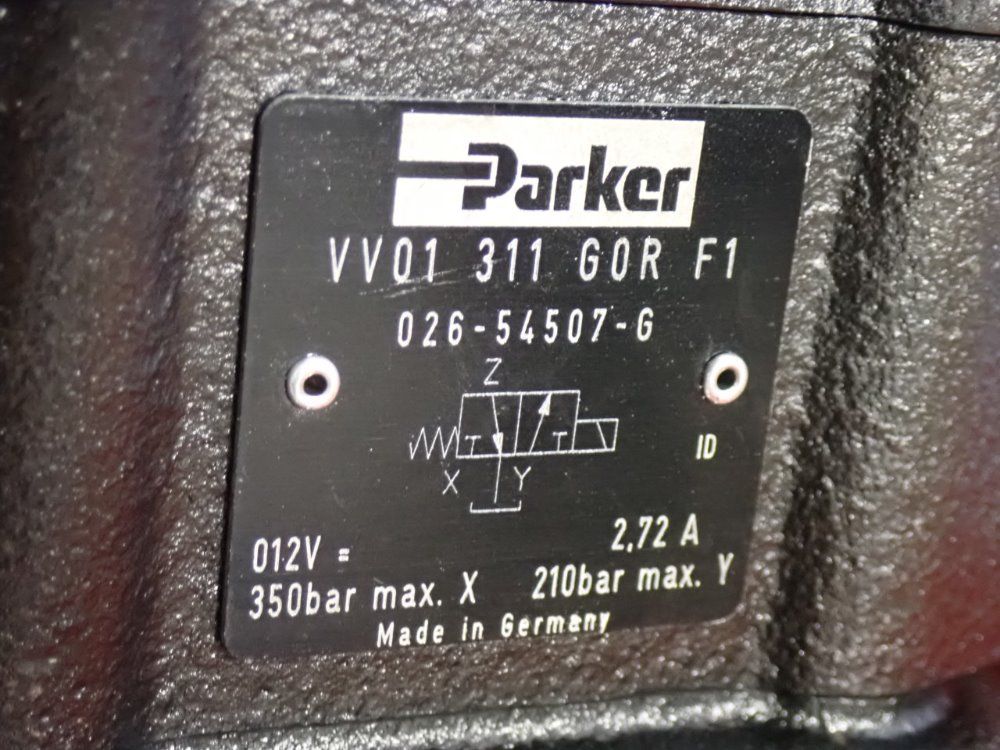 Parker
VV01 311 G0R F1
026-54507-G
Z
ID
X Y
012V = 2,72 A
350bar max. X 210bar max. Y
Made in Germany